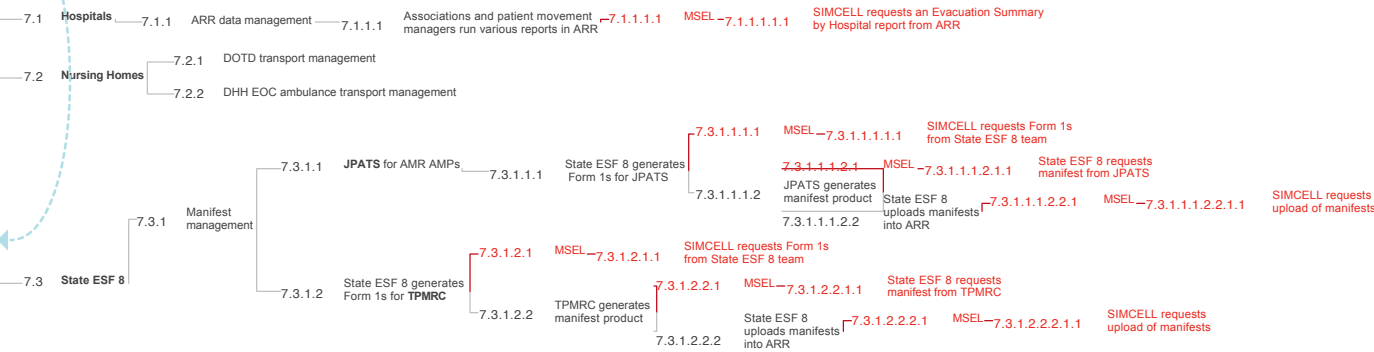 7.1 Hospitals
7.1.1 ARR data management
7.1.1.1 Associations and patient movement
managers run various reports in ARR
7.1.1.1.1 MSEL 7.1.1.1.1.1 SIMCELL requests an Evacuation Summary
by Hospital report from ARR
7.2 Nursing Homes
7.2.1 DOTD transport management
7.2.2 DHH EOC ambulance transport management
7.3 State ESF 8
7.3.1 Manifest
management
7.3.1.1 JPATS for AMR AMPs
7.3.1.1.1 State ESF 8 generates
Form 1s for JPATS
7.3.1.1.1.1 MSEL 7.3.1.1.1.1.1 SIMCELL requests Form 1s
from State ESF 8 team
7.3.1.1.1.2 JPATS generates
manifest product
7.3.1.1.1.2.1 MSEL 7.3.1.1.1.2.1.1 State ESF 8 requests
manifest from JPATS
7.3.1.1.1.2.2 State ESF 8
uploads manifests
into ARR
7.3.1.1.1.2.2.1 MSEL 7.3.1.1.1.2.2.1.1 SIMCELL requests
upload of manifests
7.3.1.2 State ESF 8 generates
Form 1s for TPMRC
7.3.1.2.1 MSEL 7.3.1.2.1.1 SIMCELL requests Form 1s
from State ESF 8 team
7.3.1.2.2 TPMRC generates
manifest product
7.3.1.2.2.1 MSEL 7.3.1.2.2.1.1 State ESF 8 requests
manifest from TPMRC
7.3.1.2.2.2 State ESF 8
uploads manifests
into ARR
7.3.1.2.2.2.1 MSEL 7.3.1.2.2.2.1.1 SIMCELL requests
upload of manifests